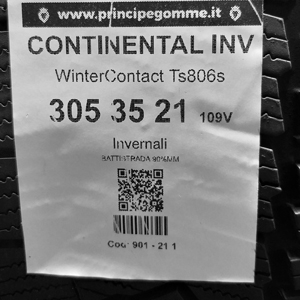 www.principegomme.it
CONTINENTAL INV
WinterContact Ts806s
305 35 21 109V
Invernali
BATTISTRADA 90%MM
Cod: 901 - 21 1